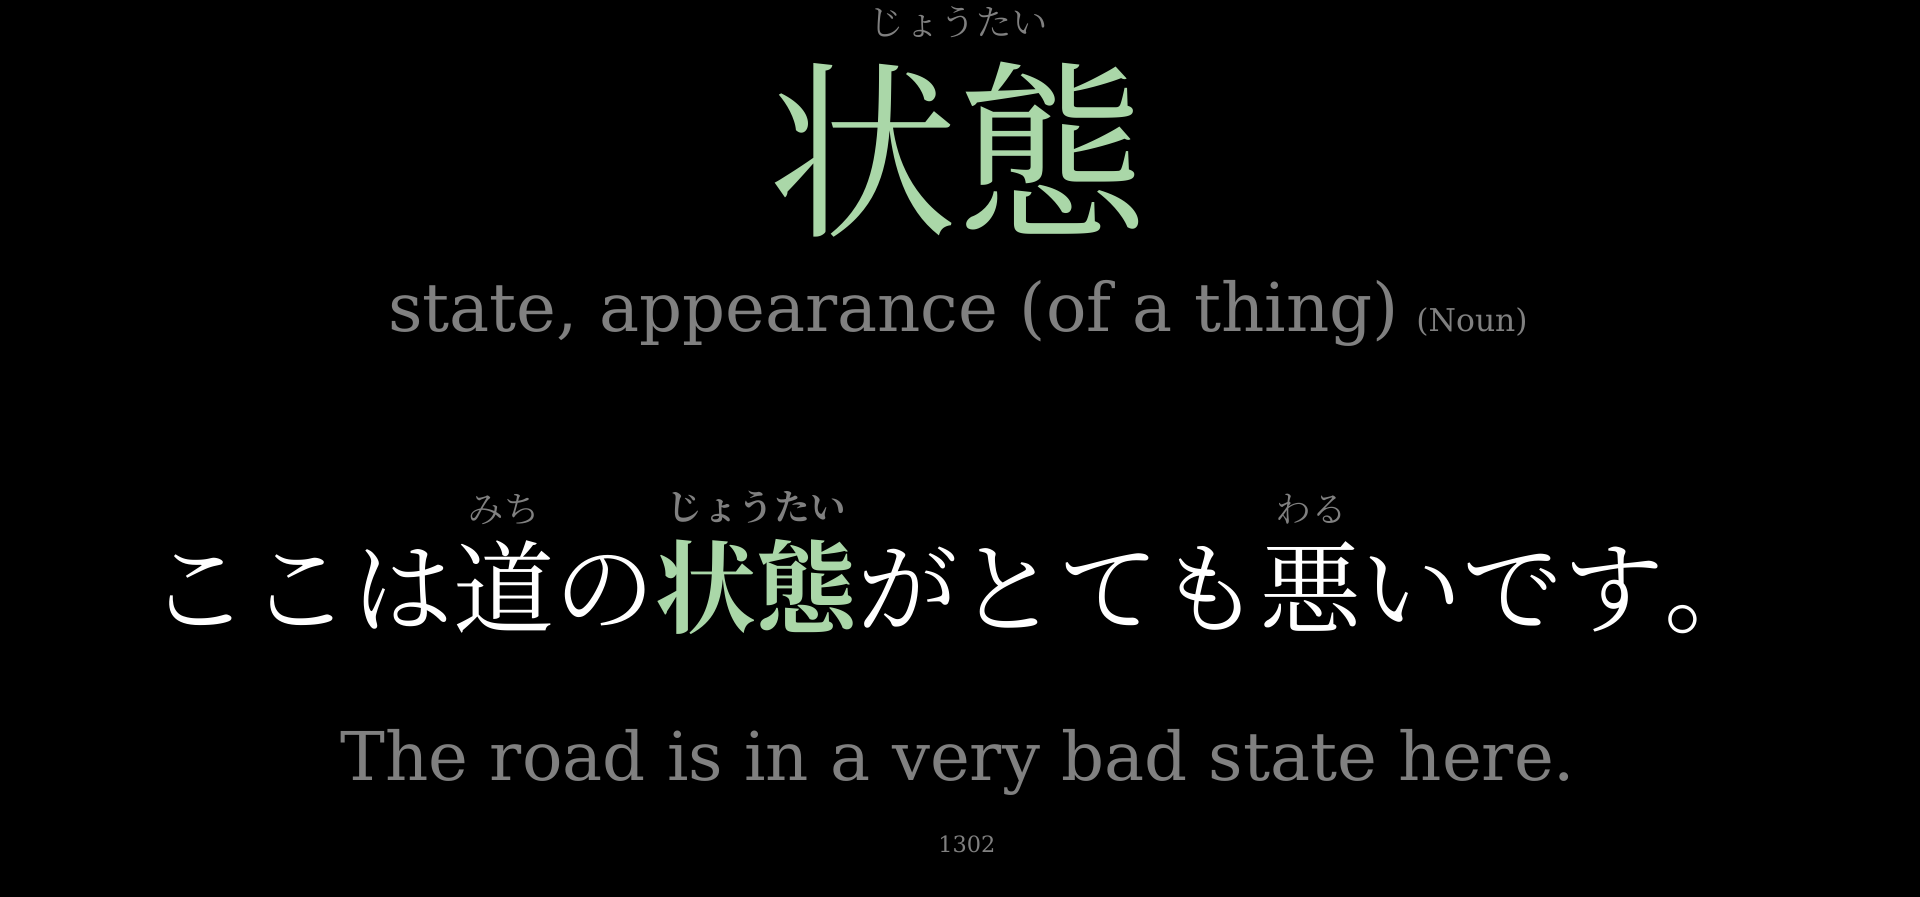 じょうたい
状態
state, appearance (of a thing) (Noun)
みち じょうたい わる
ここは道の状態がとても悪いです。
The road is in a very bad state here.
1302